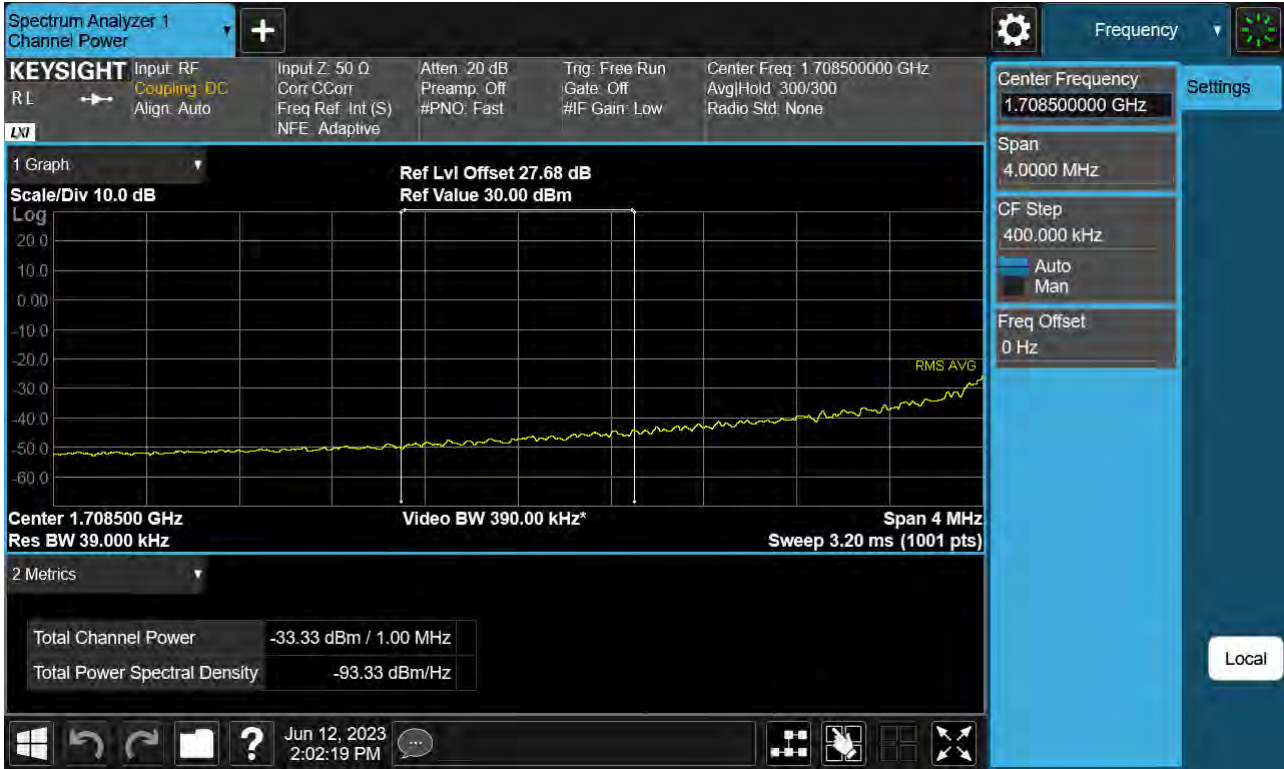 Spectrum Analyzer 1
Channel Power
Frequency
KEYSIGHT
R L
LXI
Input: RF
Coupling: DC
Align: Auto
Input Z: 50 Ω
Corr CCorr
Freq Ref: Int (S)
NFE: Adaptive
Atten: 20 dB
Preamp: Off
#PNO: Fast
Trig: Free Run
Gate: Off
#IF Gain: Low
Center Freq: 1.708500000 GHz
Avg|Hold: 300/300
Radio Std: None
Center Frequency
1.708500000 GHz
Settings
Span
4.0000 MHz
CF Step
400.000 kHz
Auto
Man
Freq Offset
0 Hz
1 Graph
Scale/Div 10.0 dB
Ref Lvl Offset 27.68 dB
Ref Value 30.00 dBm
Log
20.0
10.0
0.00
-10.0
-20.0
-30.0
-40.0
-50.0
-60.0
RMS AVG
Center 1.708500 GHz
Video BW 390.00 kHz*
Span 4 MHz
Res BW 39.000 kHz
Sweep 3.20 ms (1001 pts)
2 Metrics
Total Channel Power -33.33 dBm / 1.00 MHz
Total Power Spectral Density -93.33 dBm/Hz
Local
?
Jun 12, 2023
2:02:19 PM